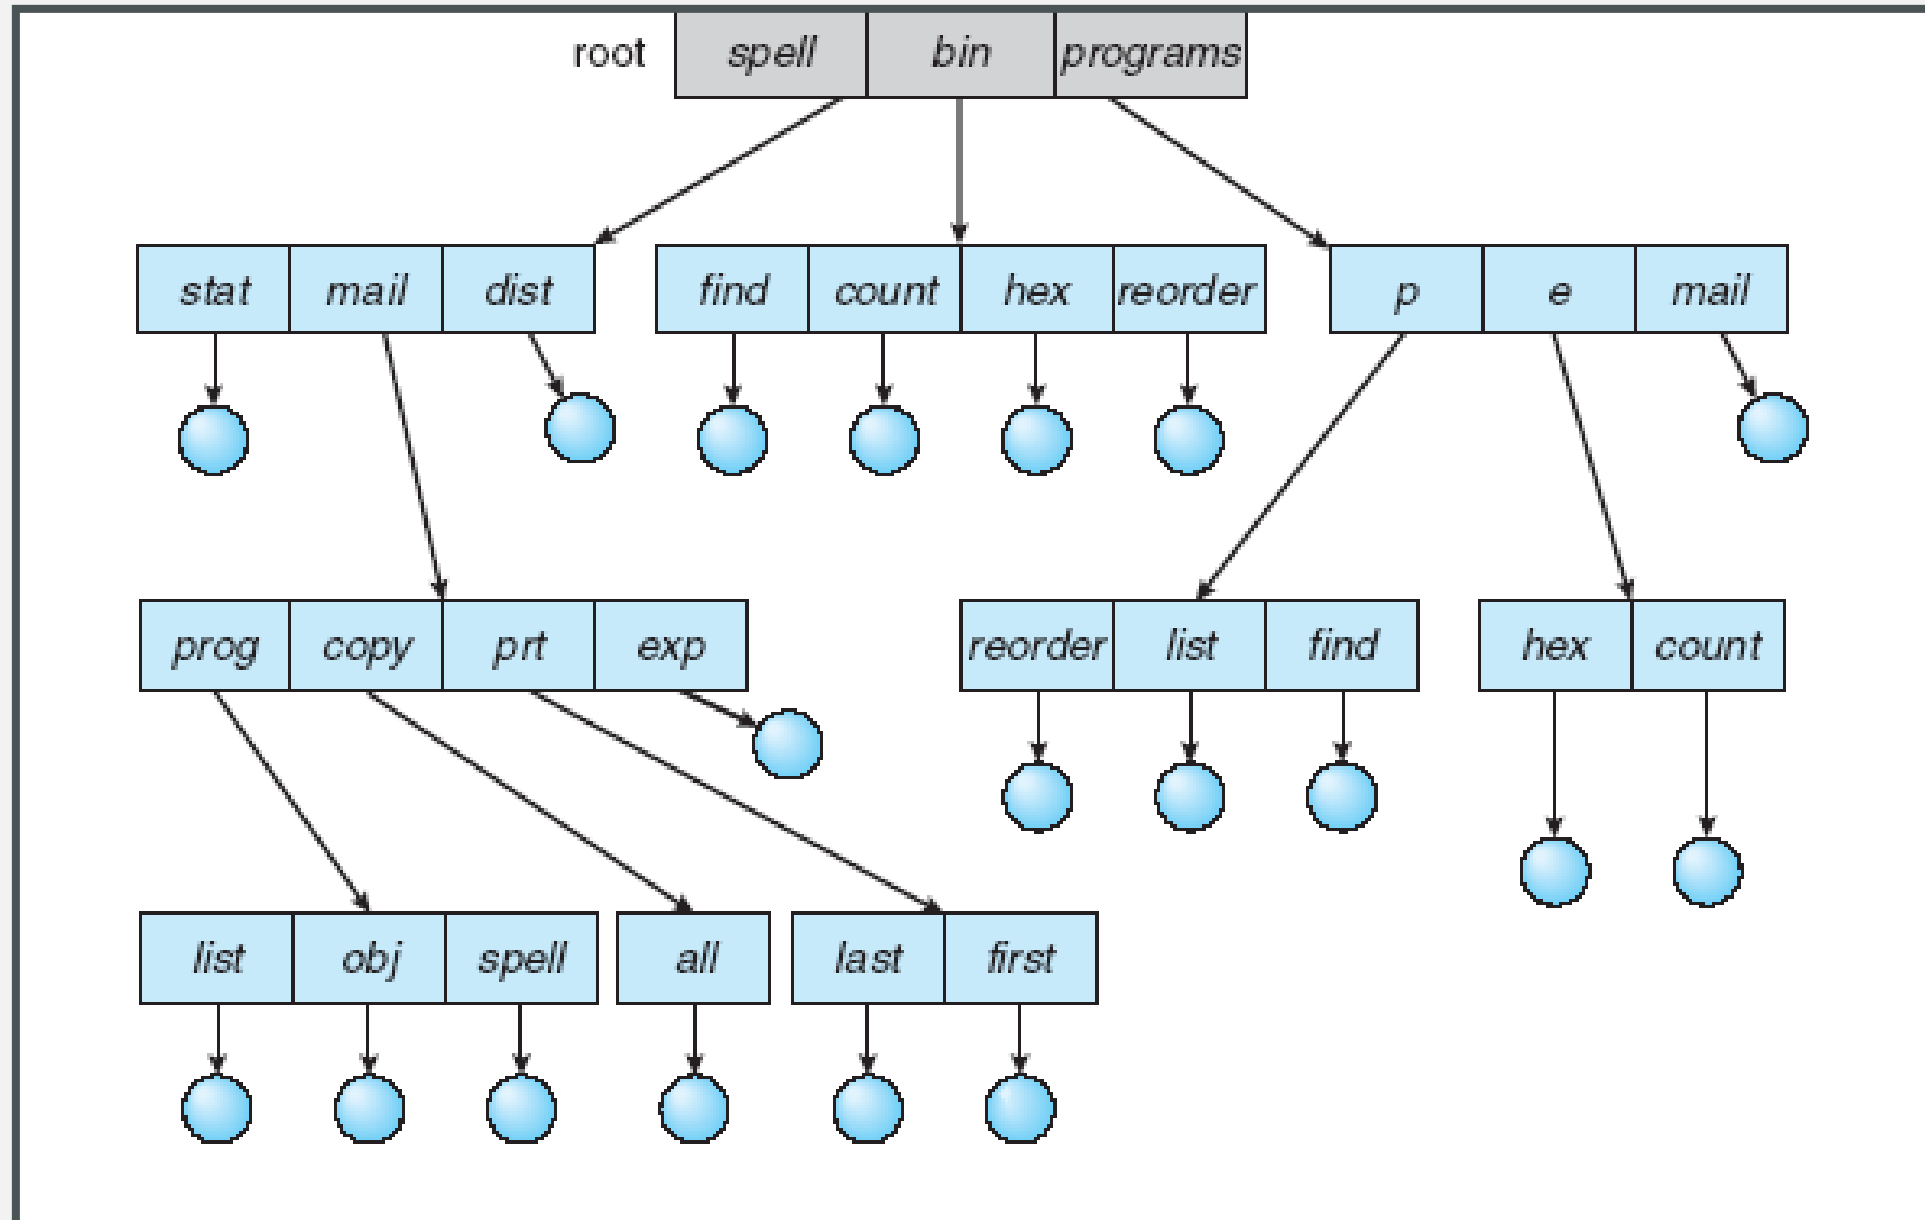 root spell bin programs
stat mail dist find count hex reorder p e mail
prog copy prt exp reorder list find hex count
list obj spell all last first